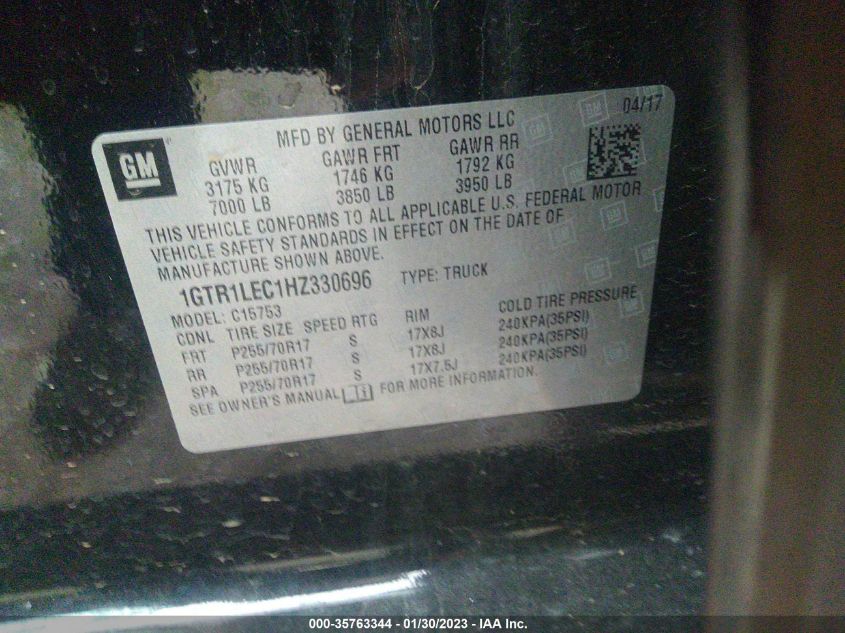 04/17
MFD BY GENERAL MOTORS LLC
GM
GVWR GAWR FRT GAWR RR
3175 KG 1746 KG 1792 KG
7000 LB 3850 LB 3950 LB
THIS VEHICLE CONFORMS TO ALL APPLICABLE U.S. FEDERAL MOTOR
VEHICLE SAFETY STANDARDS IN EFFECT ON THE DATE OF
MANUFACTURE SHOWN ABOVE.
1GTR1LEC1HZ330696 TYPE: TRUCK
MODEL: C15753
CDNL TIRE SIZE SPEED RTG RIM COLD TIRE PRESSURE
FRT P255/70R17 S 17X8J 240KPA(35PSI)
RR P255/70R17 S 17X8J 240KPA(35PSI)
SPA P255/70R17 S 17X7.5J 240KPA(35PSI)
SEE OWNER'S MANUAL FOR MORE INFORMATION.
000-35763344 - 01/30/2023 - IAA Inc.